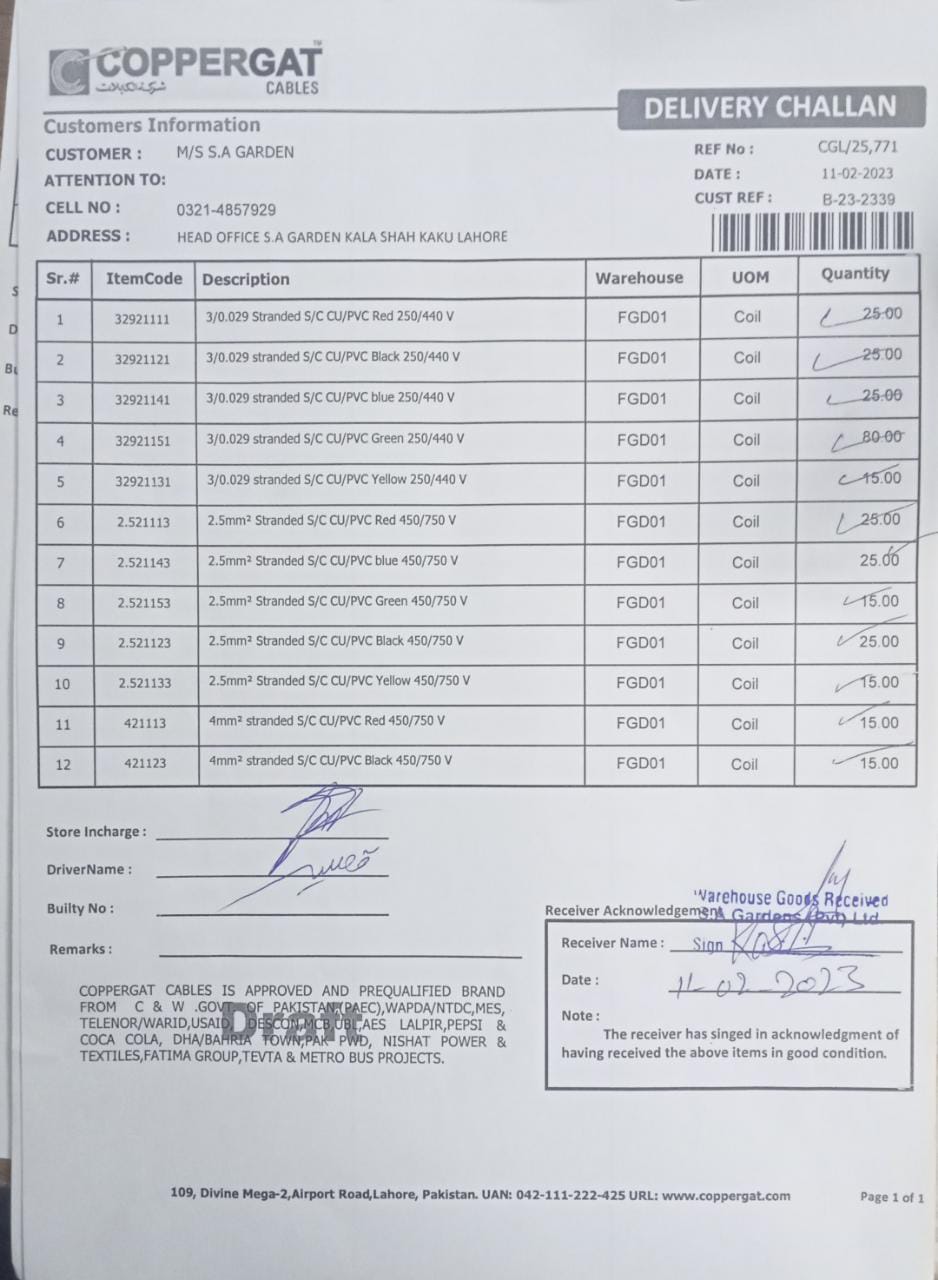 COPPERGAT™
CABLES
DELIVERY CHALLAN
Customers Information
CUSTOMER : M/S S.A GARDEN
ATTENTION TO:
CELL NO : 0321-4857929
ADDRESS : HEAD OFFICE S.A GARDEN KALA SHAH KAKU LAHORE
REF No : CGL/25,771
DATE : 11-02-2023
CUST REF : B-23-2339
Sr.# ItemCode Description Warehouse UOM Quantity
1 32921111 3/0.029 Stranded S/C CU/PVC Red 250/440 V FGD01 Coil 25.00
2 32921121 3/0.029 stranded S/C CU/PVC Black 250/440 V FGD01 Coil 25.00
3 32921141 3/0.029 stranded S/C CU/PVC blue 250/440 V FGD01 Coil 25.00
4 32921151 3/0.029 stranded S/C CU/PVC Green 250/440 V FGD01 Coil 80.00
5 32921131 3/0.029 stranded S/C CU/PVC Yellow 250/440 V FGD01 Coil 15.00
6 2.521113 2.5mm² Stranded S/C CU/PVC Red 450/750 V FGD01 Coil 25.00
7 2.521143 2.5mm² Stranded S/C CU/PVC blue 450/750 V FGD01 Coil 25.00
8 2.521153 2.5mm² Stranded S/C CU/PVC Green 450/750 V FGD01 Coil 15.00
9 2.521123 2.5mm² Stranded S/C CU/PVC Black 450/750 V FGD01 Coil 25.00
10 2.521133 2.5mm² Stranded S/C CU/PVC Yellow 450/750 V FGD01 Coil 15.00
11 421113 4mm² stranded S/C CU/PVC Red 450/750 V FGD01 Coil 15.00
12 421123 4mm² stranded S/C CU/PVC Black 450/750 V FGD01 Coil 15.00
Store Incharge :
DriverName :
Builty No :
Remarks :
Warehouse Goods Received
S.A Gardens (Pvt) Ltd
Receiver Acknowledgement
Receiver Name : Sign
Date : 11-02-2023
Note :
The receiver has singed in acknowledgment of
having received the above items in good condition.
COPPERGAT CABLES IS APPROVED AND PREQUALIFIED BRAND
FROM C & W .GOVT OF PAKISTAN(PAEC),WAPDA/NTDC,MES,
TELENOR/WARID,USAID, DESCON,MCB,UBL,AES LALPIR,PEPSI &
COCA COLA, DHA/BAHRIA TOWN,PAK PWD, NISHAT POWER &
TEXTILES,FATIMA GROUP,TEVTA & METRO BUS PROJECTS.
Draft
109, Divine Mega-2,Airport Road,Lahore, Pakistan. UAN: 042-111-222-425 URL: www.coppergat.com
Page 1 of 1